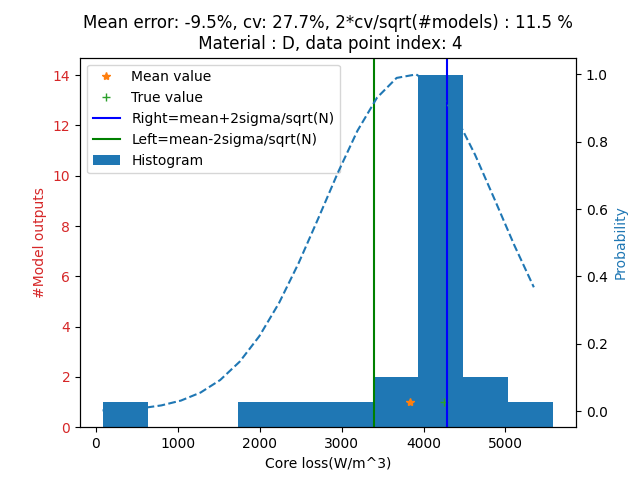 Mean error: -9.5%, cv: 27.7%, 2*cv/sqrt(#models) : 11.5 %
Material : D, data point index: 4
Mean value
True value
Right=mean+2sigma/sqrt(N)
Left=mean-2sigma/sqrt(N)
Histogram
#Model outputs
14
12
10
8
6
4
2
0
1.0
0.8
0.6
0.4
0.2
0.0
Probability
0
1000
2000
3000
4000
5000
Core loss(W/m^3)